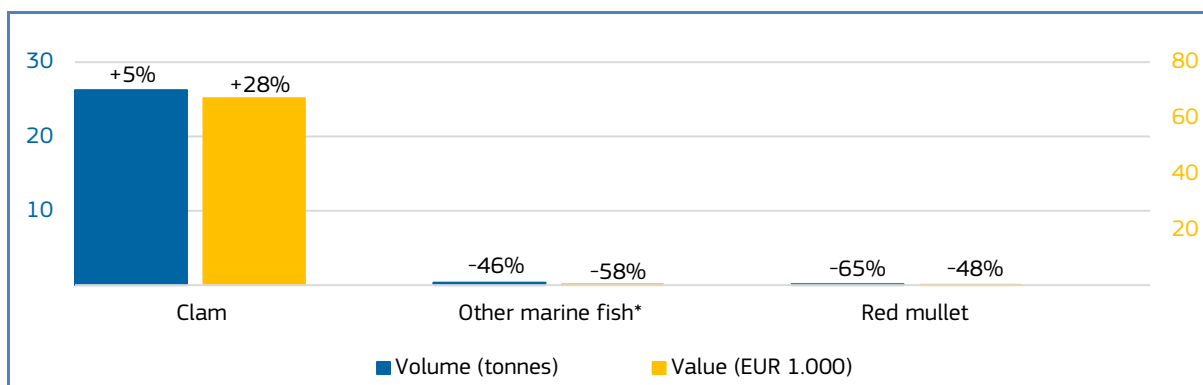 30
20
10
+5%
+28%
-46%
-58%
-65%
-48%
80
60
40
20
Clam
Other marine fish*
Red mullet
Volume (tonnes)
Value (EUR 1.000)